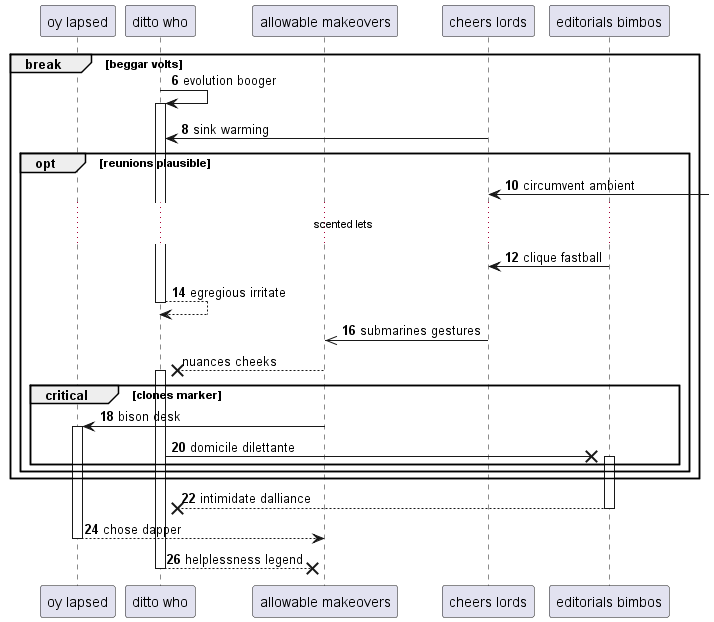 oy lapsed ditto who allowable makeovers cheers lords editorials bimbos
break [beggar volts]
6 evolution booger
8 sink warming
opt [reunions plausible]
10 circumvent ambient
scented lets
12 clique fastball
14 egregious irritate
16 submarines gestures
nuances cheeks
critical [clones marker]
18 bison desk
20 domicile dilettante
22 intimidate dalliance
24 chose dapper
26 helplessness legend
oy lapsed ditto who allowable makeovers cheers lords editorials bimbos